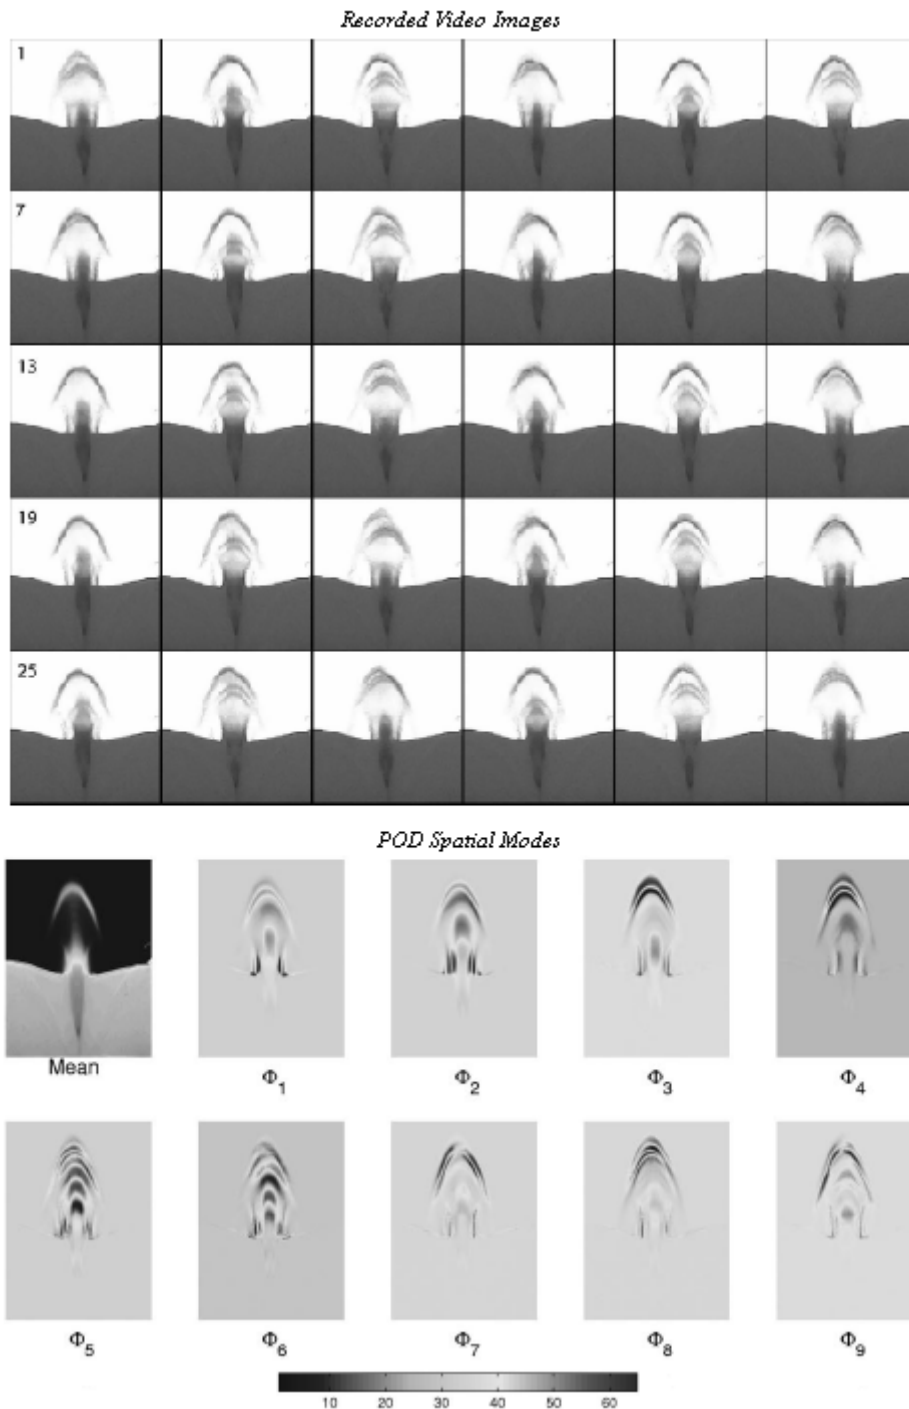 Recorded Video Images
1
7
13
19
25
POD Spatial Modes
Mean
Φ1
Φ2
Φ3
Φ4
Φ5
Φ6
Φ7
Φ8
Φ9
10 20 30 40 50 60